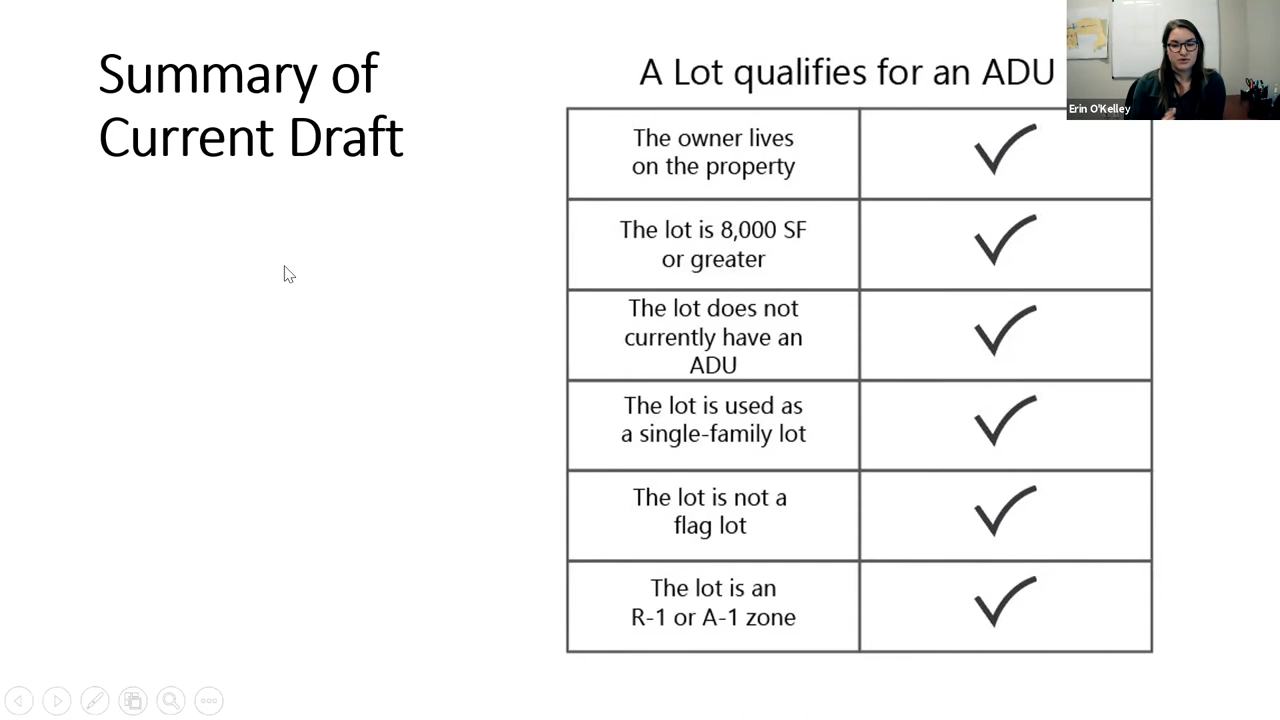 Summary of
Current Draft
A Lot qualifies for an ADU
Erin O'Kelley
The owner lives
on the property
The lot is 8,000 SF
or greater
The lot does not
currently have an
ADU
The lot is used as
a single-family lot
The lot is not a
flag lot
The lot is an
R-1 or A-1 zone